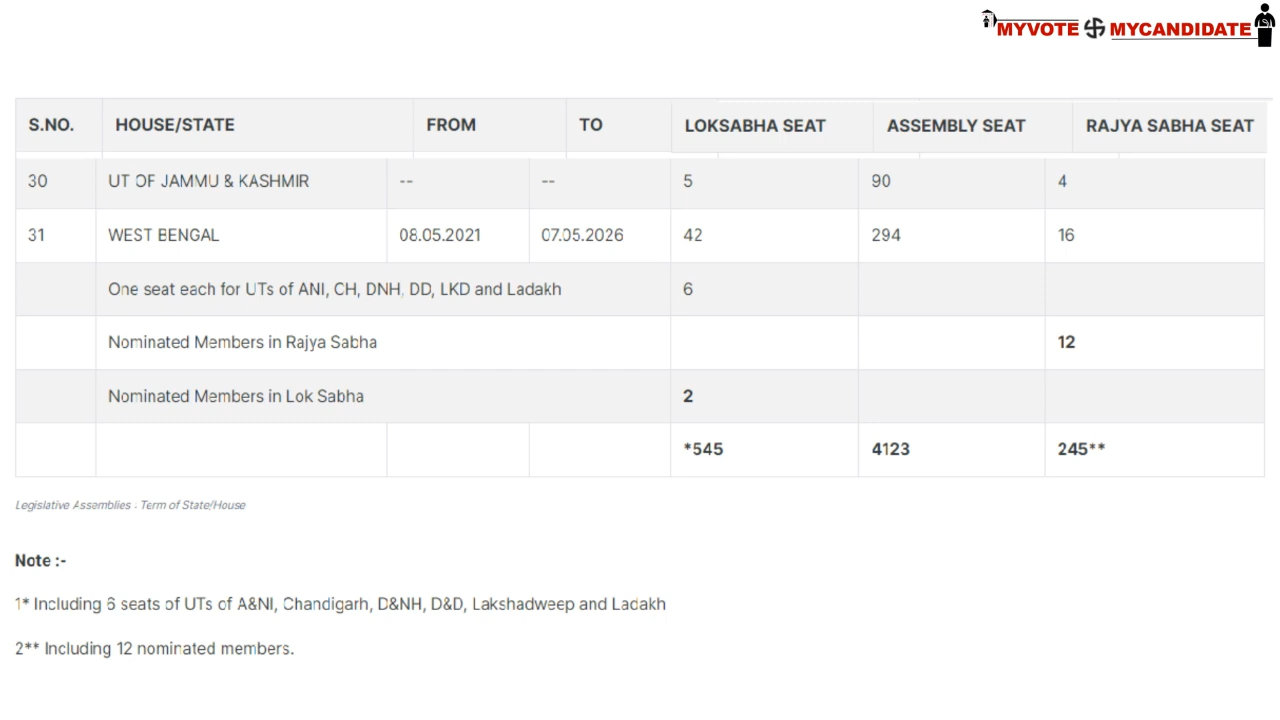 MYVOTE MYCANDIDATE
S.NO. HOUSE/STATE FROM TO LOKSABHA SEAT ASSEMBLY SEAT RAJYA SABHA SEAT
30 UT OF JAMMU & KASHMIR -- -- 5 90 4
31 WEST BENGAL 08.05.2021 07.05.2026 42 294 16
One seat each for UTs of ANI, CH, DNH, DD, LKD and Ladakh 6
Nominated Members in Rajya Sabha 12
Nominated Members in Lok Sabha 2
*545 4123 245**
Legislative Assemblies : Term of State/House
Note :-
1* Including 6 seats of UTs of A&NI, Chandigarh, D&NH, D&D, Lakshadweep and Ladakh
2** Including 12 nominated members.